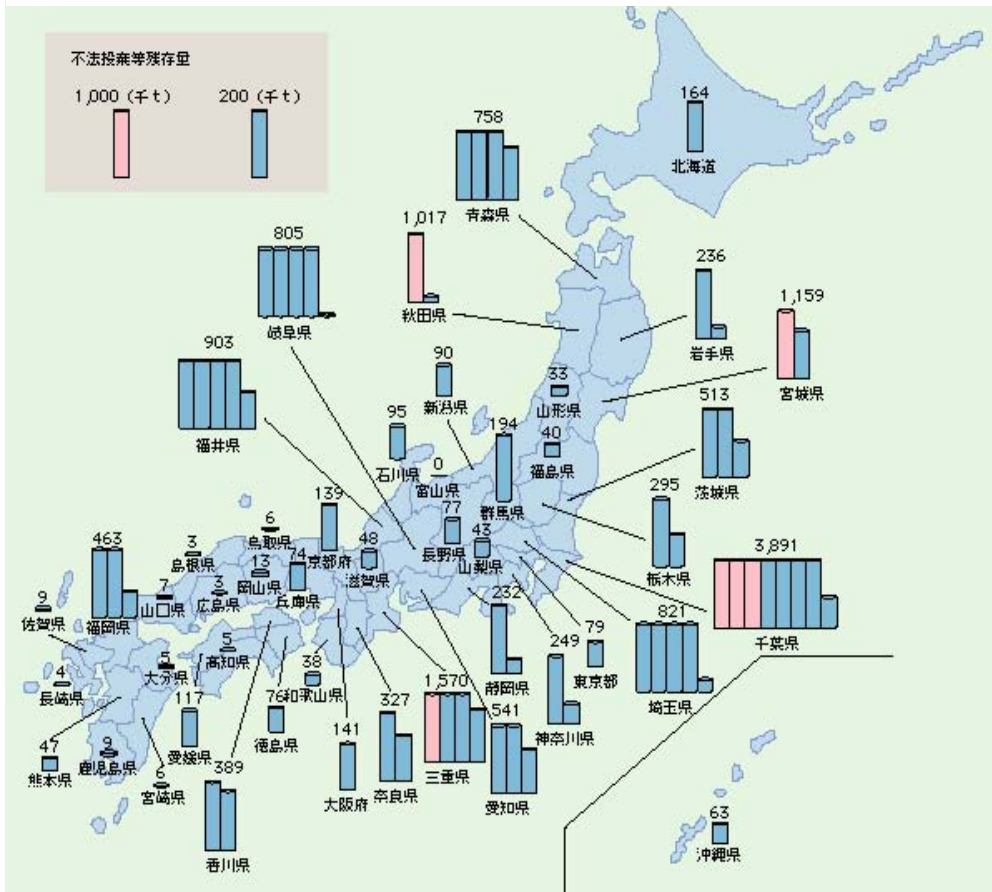 不法投棄等残存量
1,000 (千t) 200 (千t)
164
北海道
758
青森県
1,017
秋田県
236
岩手県
1,159
宮城県
805
岐阜県
903
福井県
90
新潟県
33
山形県
95
石川県
0
富山県
194
群馬県
40
福島県
513
茨城県
295
栃木県
77
長野県
43
山梨県
139
京都府
48
滋賀県
6
鳥取県
3
島根県
13
岡山県
74
兵庫県
3
広島県
7
山口県
463
福岡県
9
佐賀県
4
長崎県
5
大分県
47
熊本県
9
鹿児島県
6
宮崎県
117
愛媛県
5
高知県
389
香川県
76
徳島県
38
和歌山県
141
大阪府
327
奈良県
1,570
三重県
541
愛知県
232
静岡県
249
神奈川県
79
東京都
821
埼玉県
3,891
千葉県
63
沖縄県